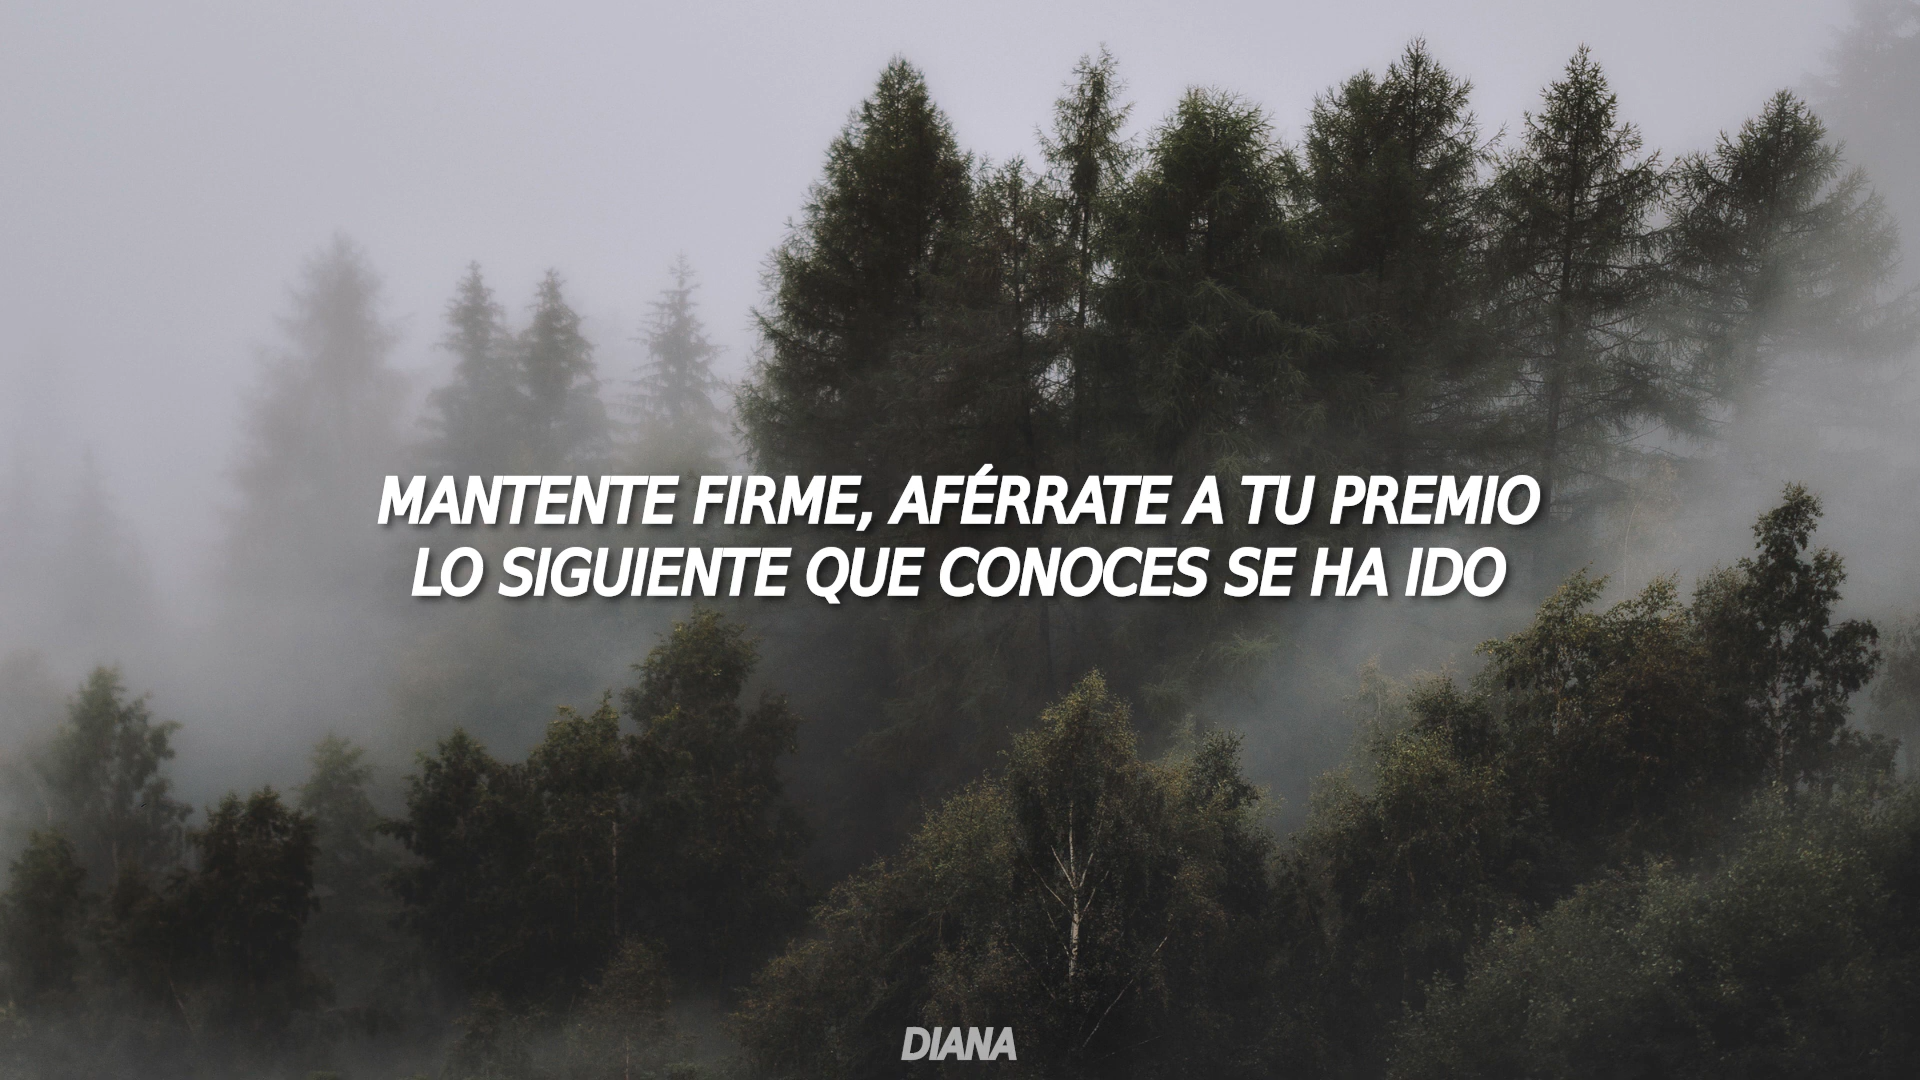 MANTENTE FIRME, AFÉRRATE A TU PREMIO
LO SIGUIENTE QUE CONOCES SE HA IDO
DIANA